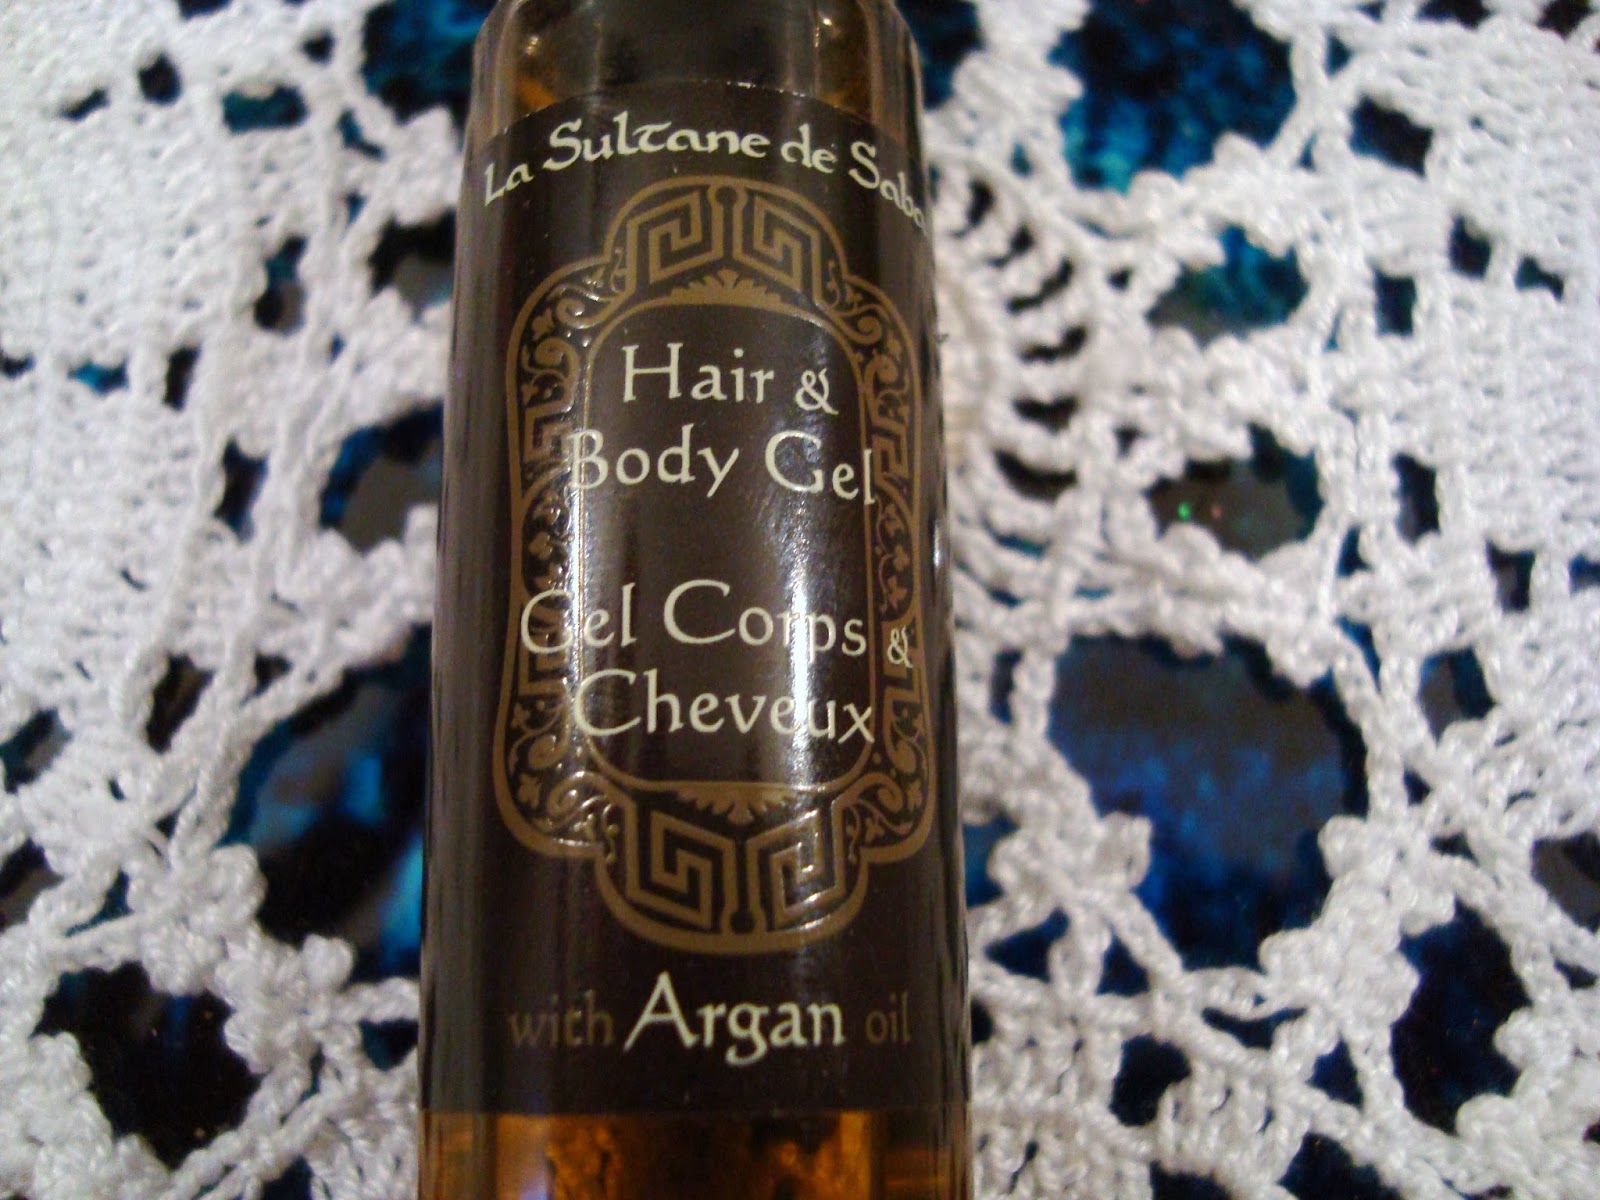 La Sultane de Saba
Hair &
Body Gel
Gel Corps &
Cheveux
with Argan oil